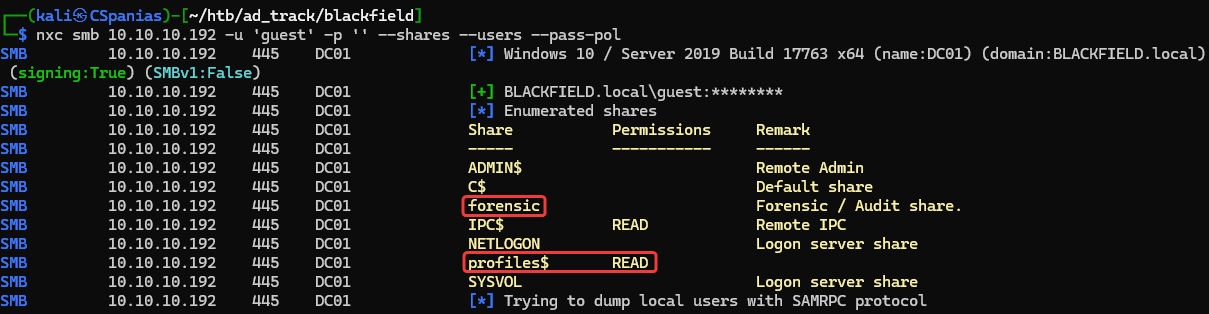 ┌──(kali㉿CSpanias)-[~/htb/ad_track/blackfield]
└─$ nxc smb 10.10.10.192 -u 'guest' -p '' --shares --users --pass-pol
SMB 10.10.10.192 445 DC01 [*] Windows 10 / Server 2019 Build 17763 x64 (name:DC01) (domain:BLACKFIELD.local)
(signing:True) (SMBv1:False)
SMB 10.10.10.192 445 DC01 [+] BLACKFIELD.local\guest:********
SMB 10.10.10.192 445 DC01 [*] Enumerated shares
SMB 10.10.10.192 445 DC01 Share Permissions Remark
SMB 10.10.10.192 445 DC01 ----- ----------- ------
SMB 10.10.10.192 445 DC01 ADMIN$ Remote Admin
SMB 10.10.10.192 445 DC01 C$ Default share
SMB 10.10.10.192 445 DC01 forensic Forensic / Audit share.
SMB 10.10.10.192 445 DC01 IPC$ READ Remote IPC
SMB 10.10.10.192 445 DC01 NETLOGON Logon server share
SMB 10.10.10.192 445 DC01 profiles$ READ
SMB 10.10.10.192 445 DC01 SYSVOL Logon server share
SMB 10.10.10.192 445 DC01 [*] Trying to dump local users with SAMRPC protocol